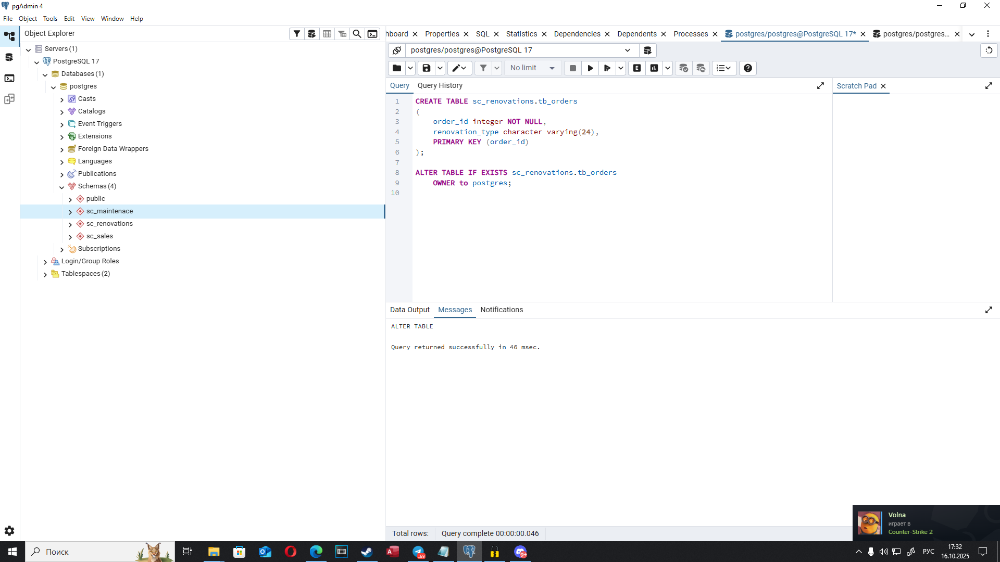 pgAdmin 4
File Object Tools Edit View Window Help
Object Explorer
Servers (1)
PostgreSQL 17
Databases (1)
postgres
Casts
Catalogs
Event Triggers
Extensions
Foreign Data Wrappers
Languages
Publications
Schemas (4)
public
sc_maintenace
sc_renovations
sc_sales
Subscriptions
Login/Group Roles
Tablespaces (2)
hboard Properties SQL Statistics Dependencies Dependents Processes postgres/postgres@PostgreSQL 17* postgres/postgres...
postgres/postgres@PostgreSQL 17
No limit
E
Query Query History
Scratch Pad
1 CREATE TABLE sc_renovations.tb_orders
2 (
3 order_id integer NOT NULL,
4 renovation_type character varying(24),
5 PRIMARY KEY (order_id)
6 );
7
8 ALTER TABLE IF EXISTS sc_renovations.tb_orders
9 OWNER to postgres;
10
Data Output Messages Notifications
ALTER TABLE
Query returned successfully in 46 msec.
Total rows: Query complete 00:00:00.046
Volna
играет в
Counter-Strike 2
Поиск
A
.69
9+
РУС
17:32
16.10.2025